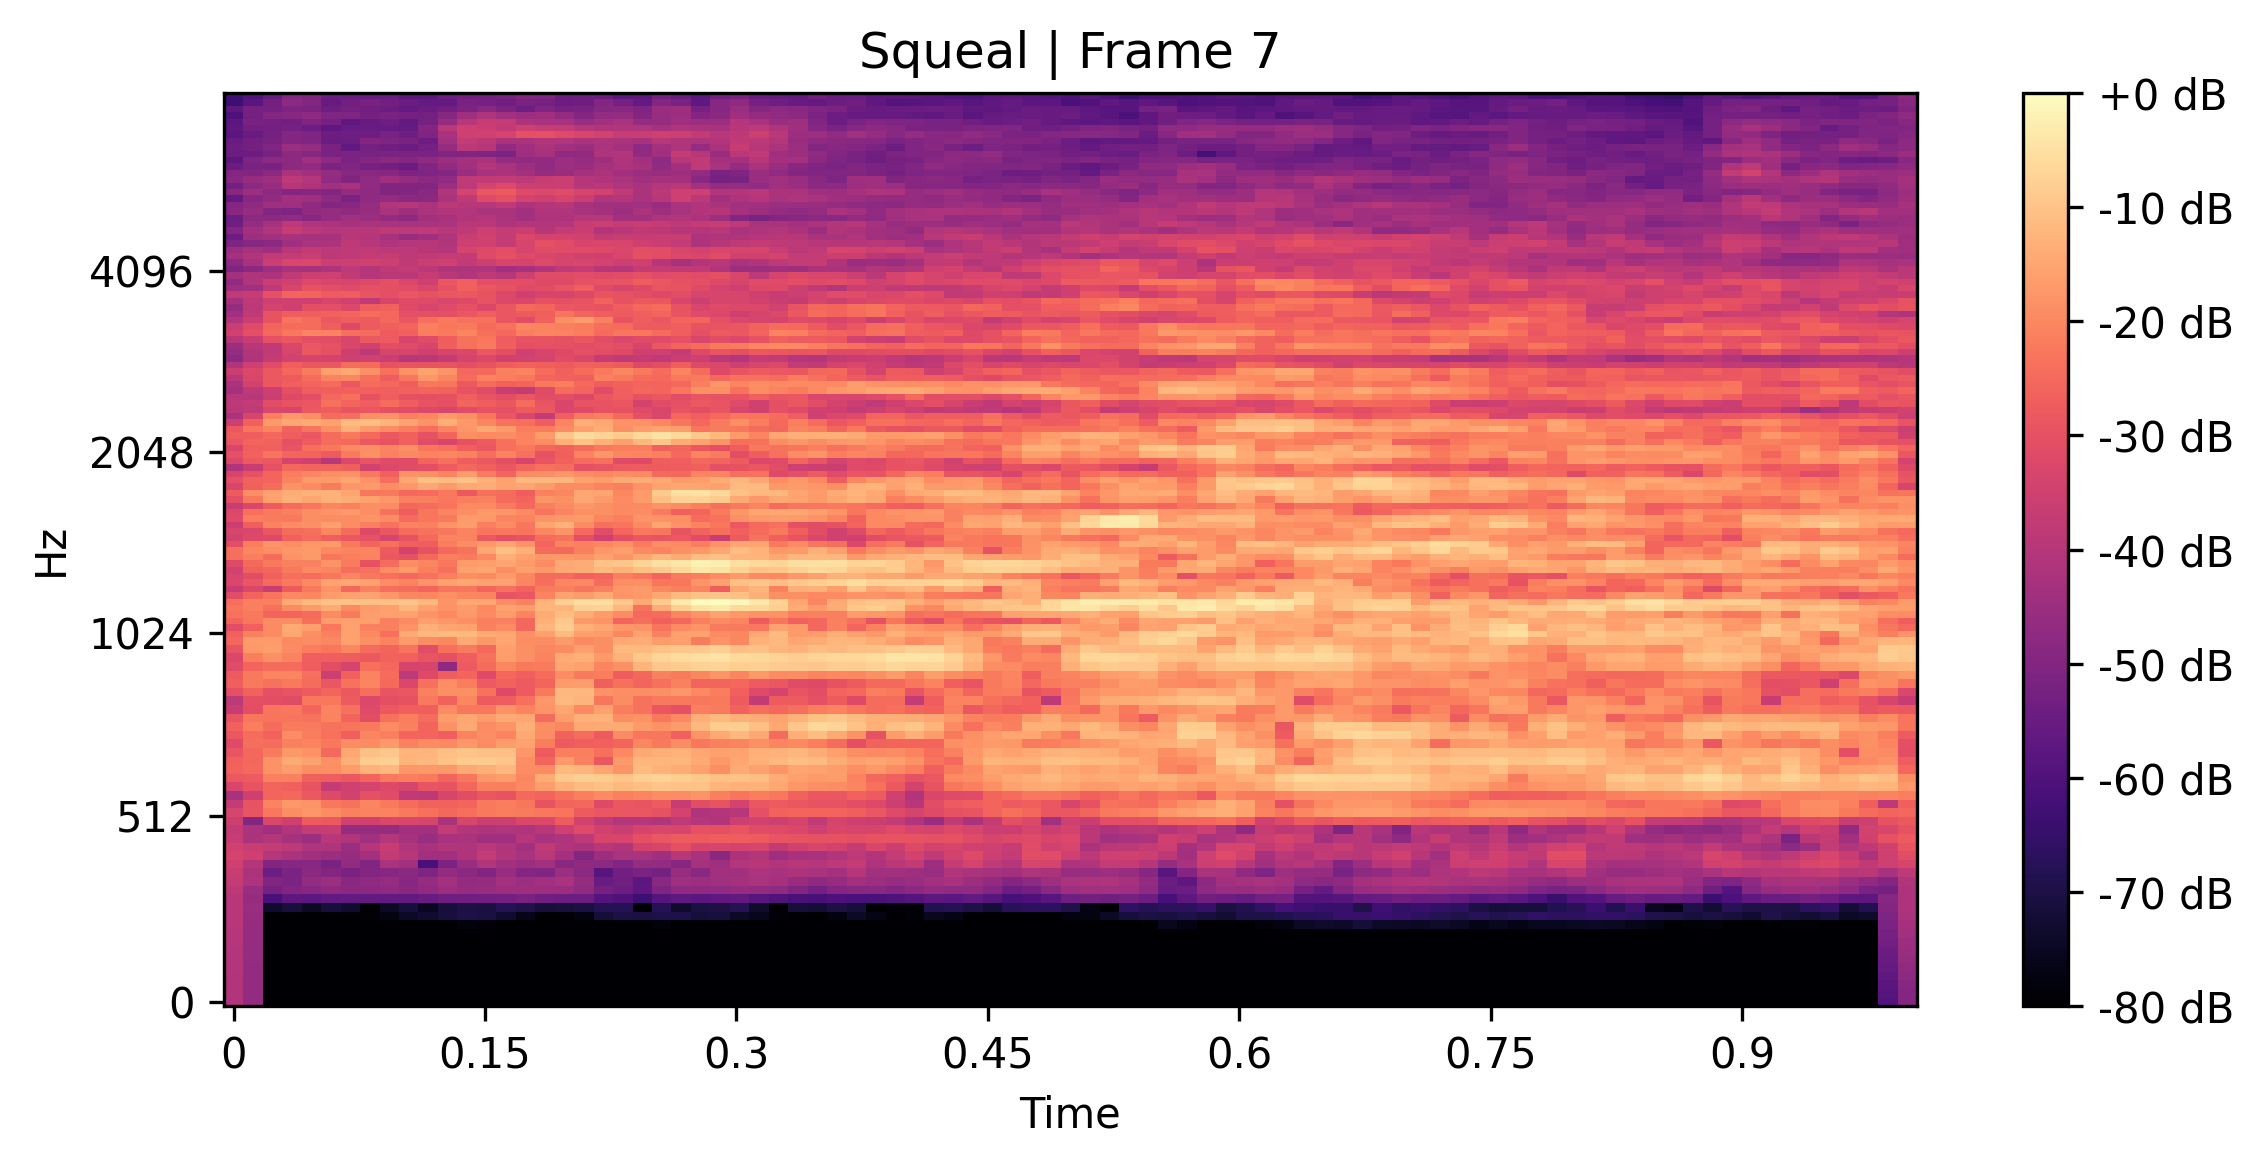 Squeal | Frame 7
+0 dB
-10 dB
-20 dB
-30 dB
-40 dB
-50 dB
-60 dB
-70 dB
-80 dB
Hz
4096
2048
1024
512
0
0 0.15 0.3 0.45 0.6 0.75 0.9
Time